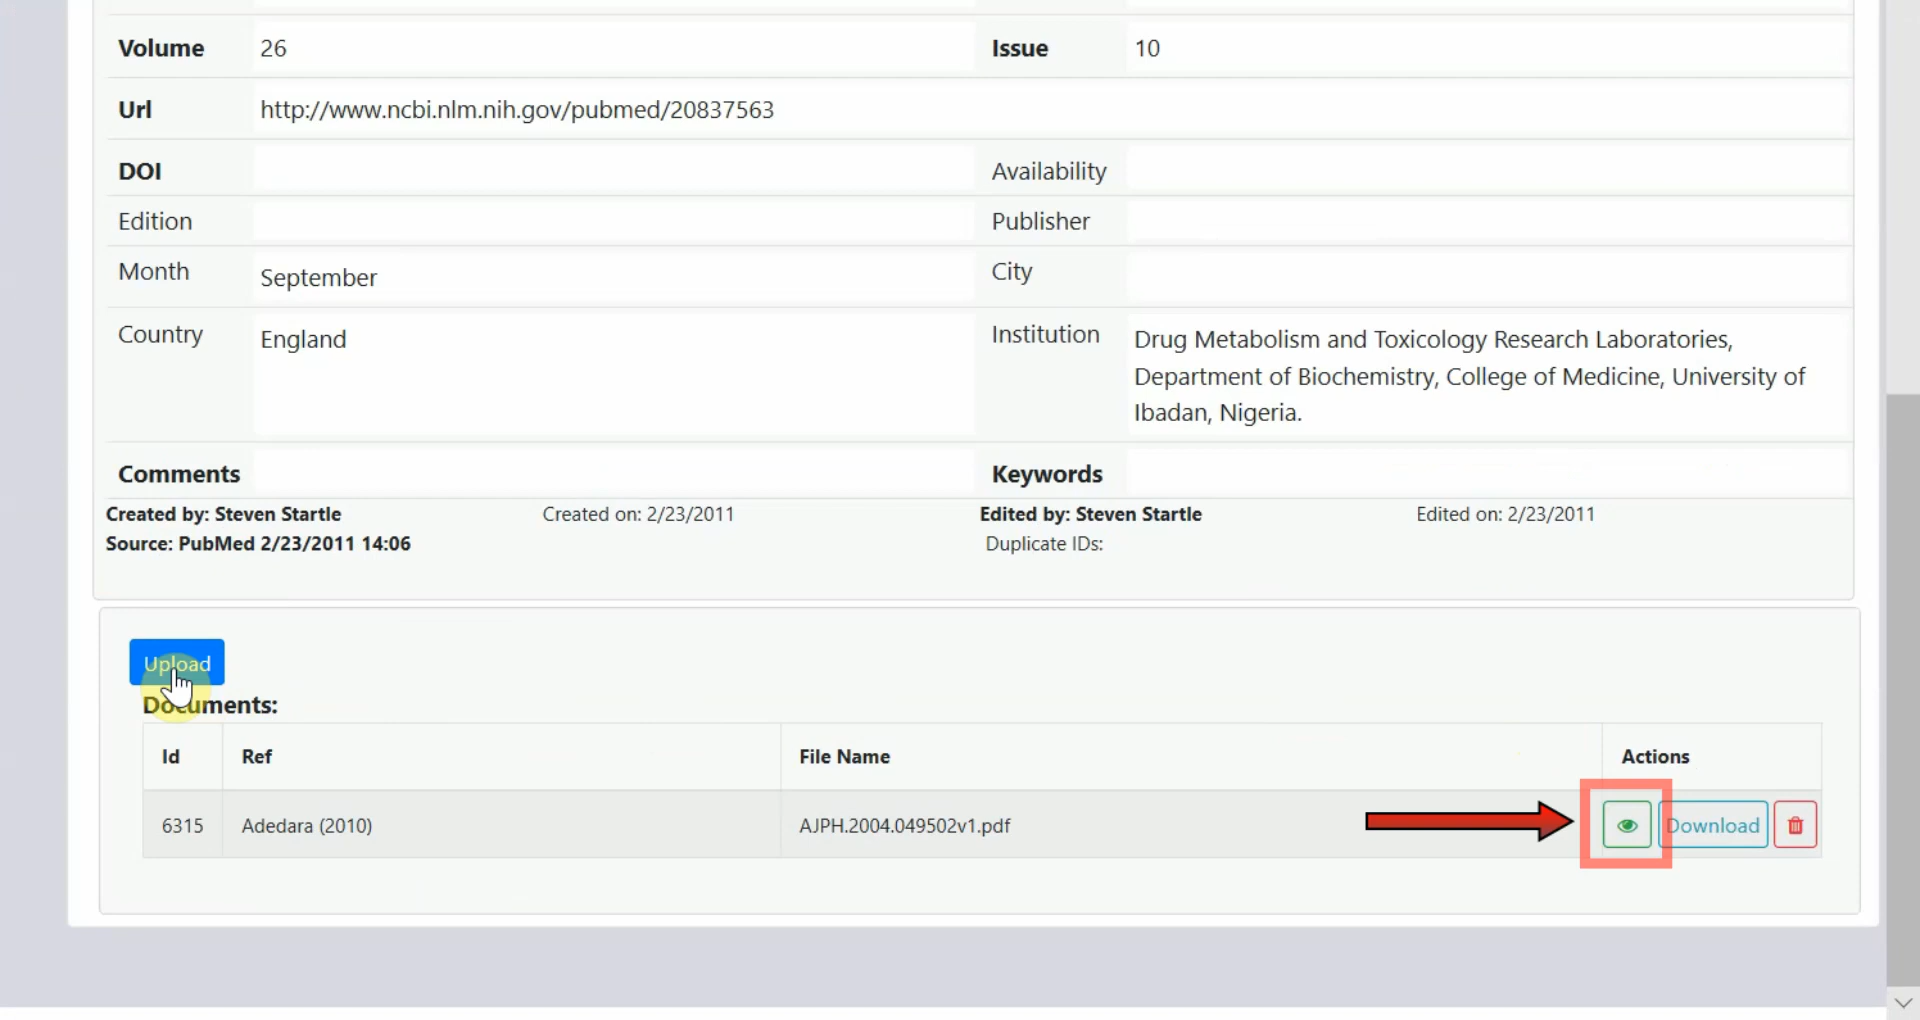 Volume 26 Issue 10
Url http://www.ncbi.nlm.nih.gov/pubmed/20837563
DOI Availability
Edition Publisher
Month September City
Country England Institution Drug Metabolism and Toxicology Research Laboratories,
Department of Biochemistry, College of Medicine, University of
Ibadan, Nigeria.
Comments Keywords
Created by: Steven Startle Created on: 2/23/2011 Edited by: Steven Startle Edited on: 2/23/2011
Source: PubMed 2/23/2011 14:06 Duplicate IDs:
Upload
Documents:
Id Ref File Name Actions
6315 Adedara (2010) AJPH.2004.049502v1.pdf Download